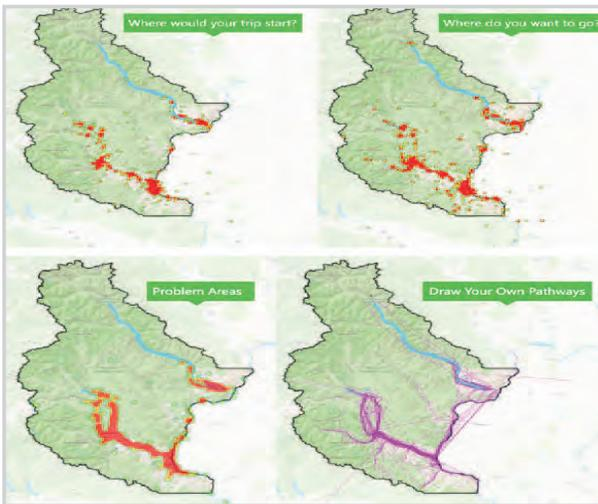 Where would your trip start?
Where do you want to go?
Problem Areas
Draw Your Own Pathways